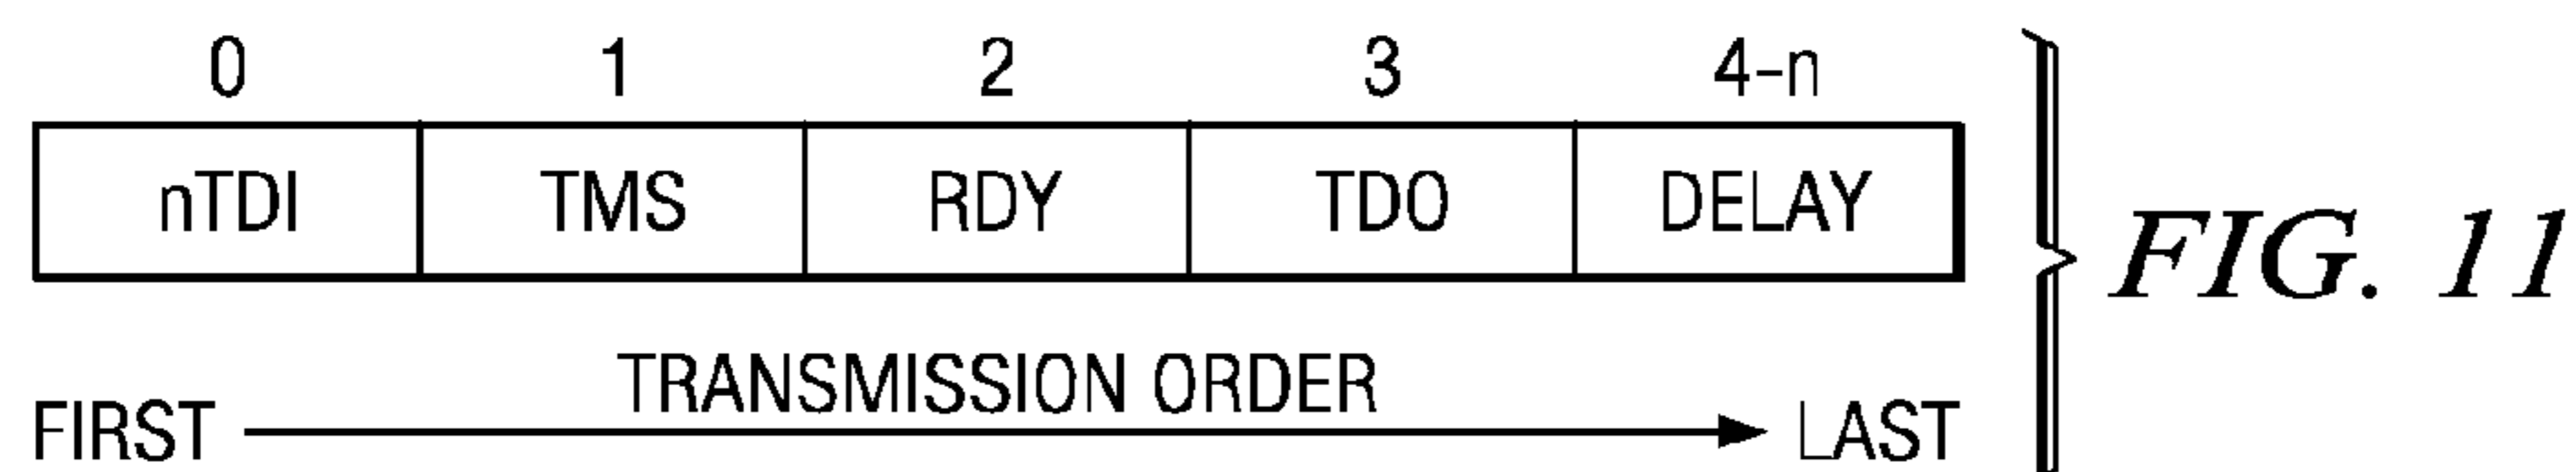 0 1 2 3 4-n
nTDI TMS RDY TDO DELAY
FIG. 11
TRANSMISSION ORDER
FIRST LAST